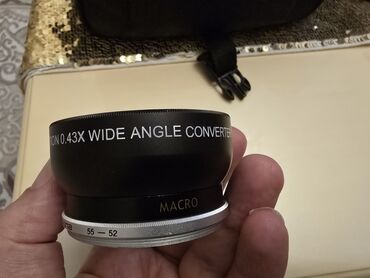 0.43X WIDE ANGLE CONVERTER
MACRO
55 — 52